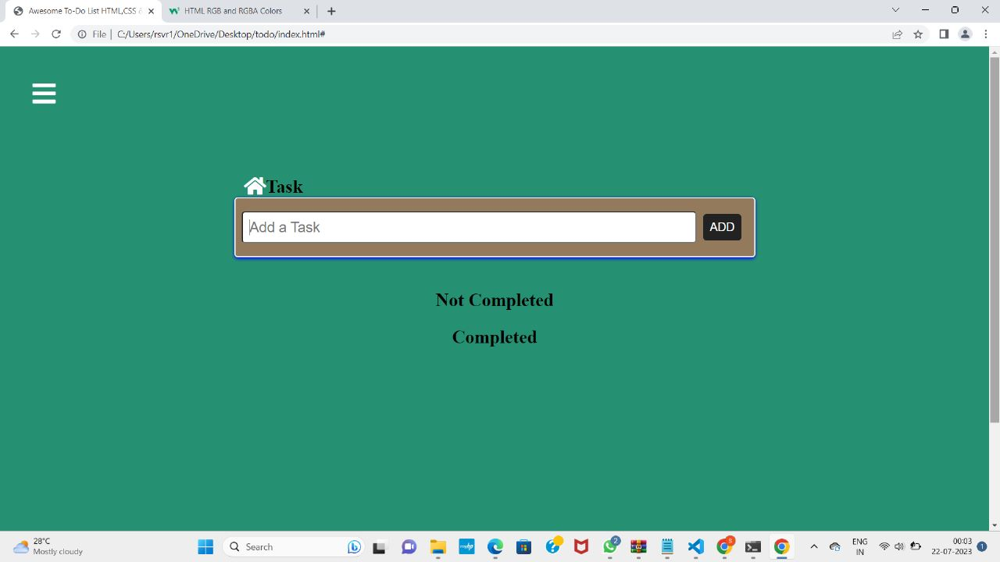 Awesome To-Do List HTML,CSS &
HTML RGB and RGBA Colors
File | C:/Users/rsvr1/OneDrive/Desktop/todo/index.html#
Task
Add a Task
ADD
Not Completed
Completed
28°C
Mostly cloudy
Search
myhp
2
8
ENG
IN
00:03
22-07-2023
1